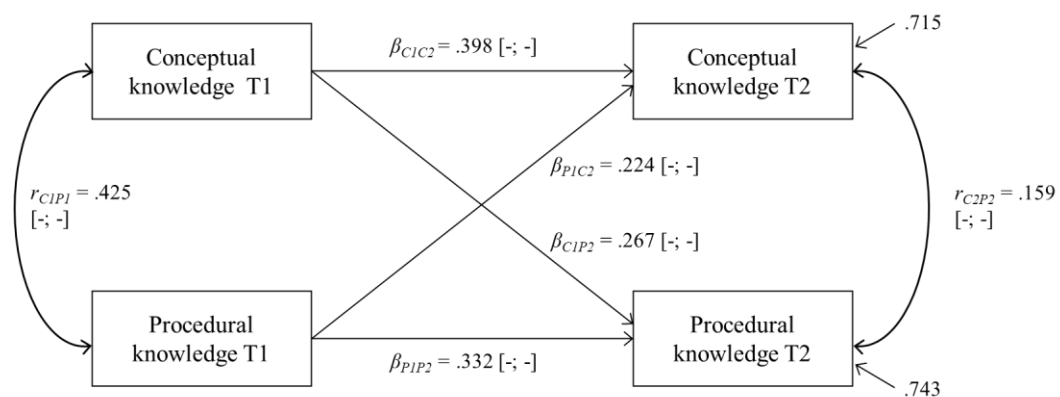 .715
β_C1C2 = .398 [-; -]
Conceptual
knowledge T1
Conceptual
knowledge T2
β_P1C2 = .224 [-; -]
r_C1P1 = .425
[-; -]
r_C2P2 = .159
[-; -]
β_C1P2 = .267 [-; -]
Procedural
knowledge T1
Procedural
knowledge T2
β_P1P2 = .332 [-; -]
.743